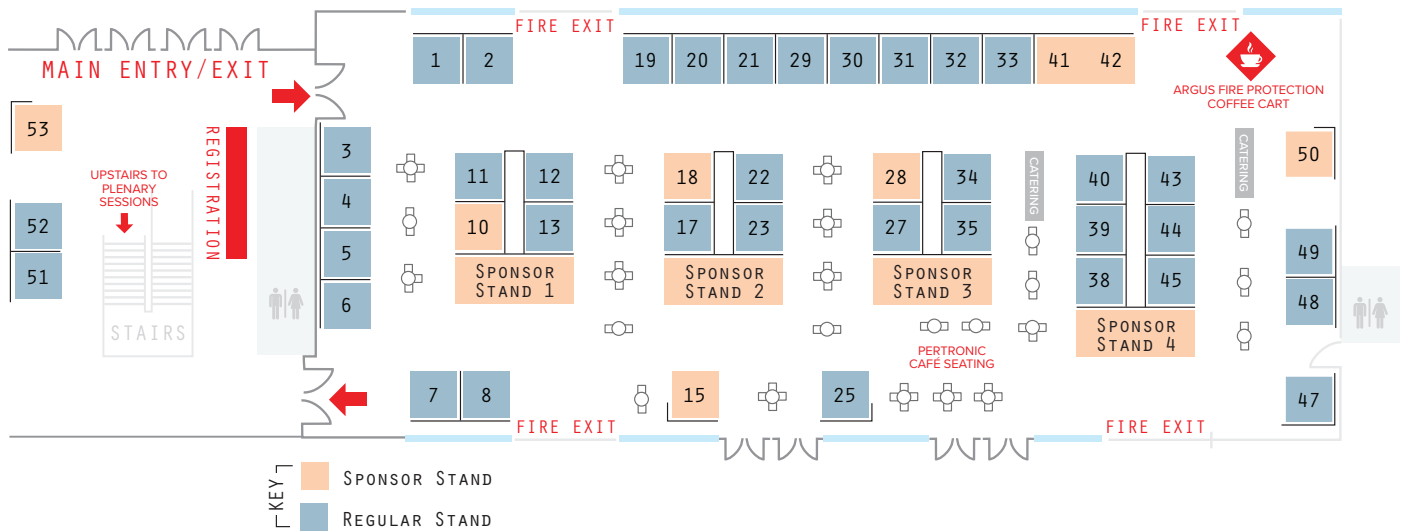 FIRE EXIT
FIRE EXIT
MAIN ENTRY/EXIT
1 2
19 20 21 29 30 31 32 33 41 42
ARGUS FIRE PROTECTION
COFFEE CART
53
REGISTRATION
UPSTAIRS TO
PLENARY
SESSIONS
52
51
STAIRS
3
4
5
6
11 12
10 13
SPONSOR
STAND 1
18 22
17 23
SPONSOR
STAND 2
28 34
27 35
SPONSOR
STAND 3
CATERING
40 43
39 44
38 45
SPONSOR
STAND 4
CATERING
50
49
48
47
PERTRONIC
CAFÉ SEATING
7 8
15
25
FIRE EXIT
FIRE EXIT
KEY
SPONSOR STAND
REGULAR STAND